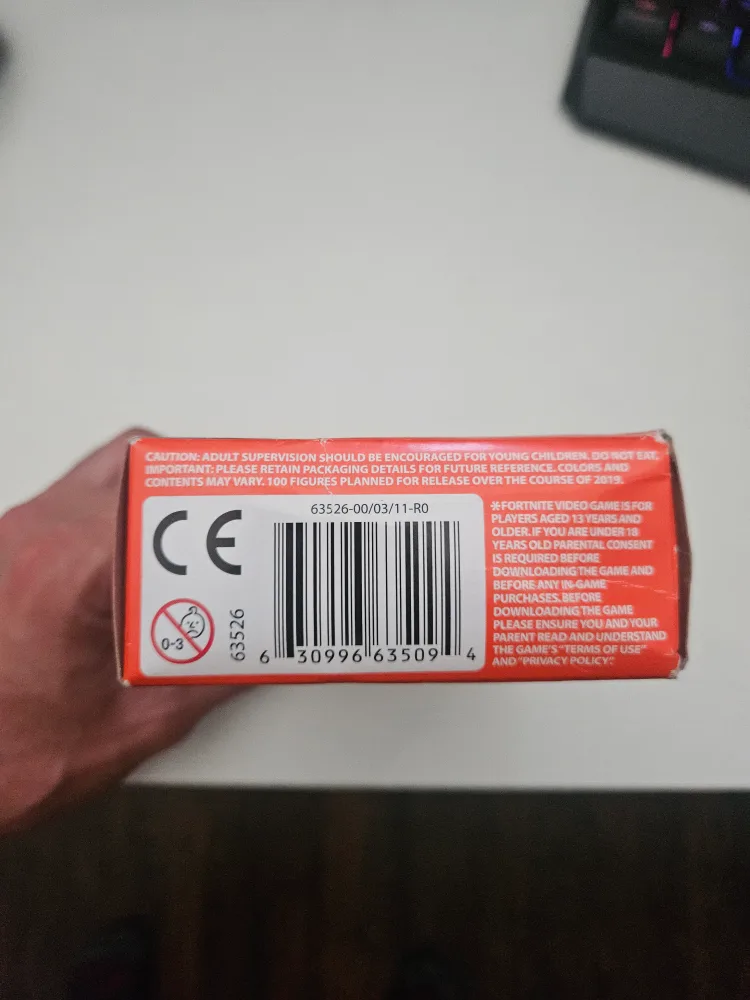 CAUTION: ADULT SUPERVISION SHOULD BE ENCOURAGED FOR YOUNG CHILDREN. DO NOT EAT.
IMPORTANT: PLEASE RETAIN PACKAGING DETAILS FOR FUTURE REFERENCE. COLORS AND
CONTENTS MAY VARY. 100 FIGURES PLANNED FOR RELEASE OVER THE COURSE OF 2019.
CE
0-3
63526
63526-00/03/11-R0
6 30996 63509 4
*FORTNITE VIDEO GAME IS FOR
PLAYERS AGED 13 YEARS AND
OLDER. IF YOU ARE UNDER 18
YEARS OLD PARENTAL CONSENT
IS REQUIRED BEFORE
DOWNLOADING THE GAME AND
BEFORE ANY IN-GAME
PURCHASES. BEFORE
DOWNLOADING THE GAME
PLEASE ENSURE YOU AND YOUR
PARENT READ AND UNDERSTAND
THE GAME'S "TERMS OF USE"
AND "PRIVACY POLICY."